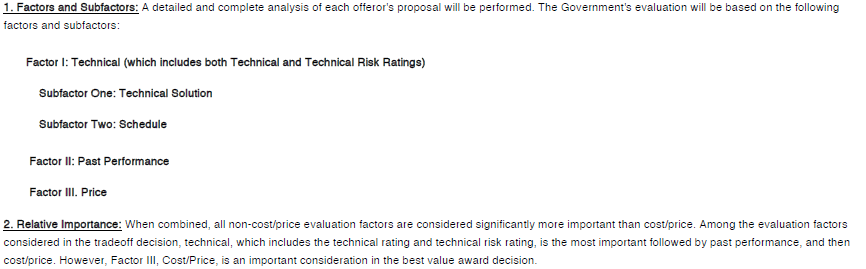 1. Factors and Subfactors: A detailed and complete analysis of each offeror's proposal will be performed. The Government's evaluation will be based on the following
factors and subfactors:
Factor I: Technical (which includes both Technical and Technical Risk Ratings)
Subfactor One: Technical Solution
Subfactor Two: Schedule
Factor II: Past Performance
Factor III. Price
2. Relative Importance: When combined, all non-cost/price evaluation factors are considered significantly more important than cost/price. Among the evaluation factors
considered in the tradeoff decision, technical, which includes the technical rating and technical risk rating, is the most important followed by past performance, and then
cost/price. However, Factor III, Cost/Price, is an important consideration in the best value award decision.